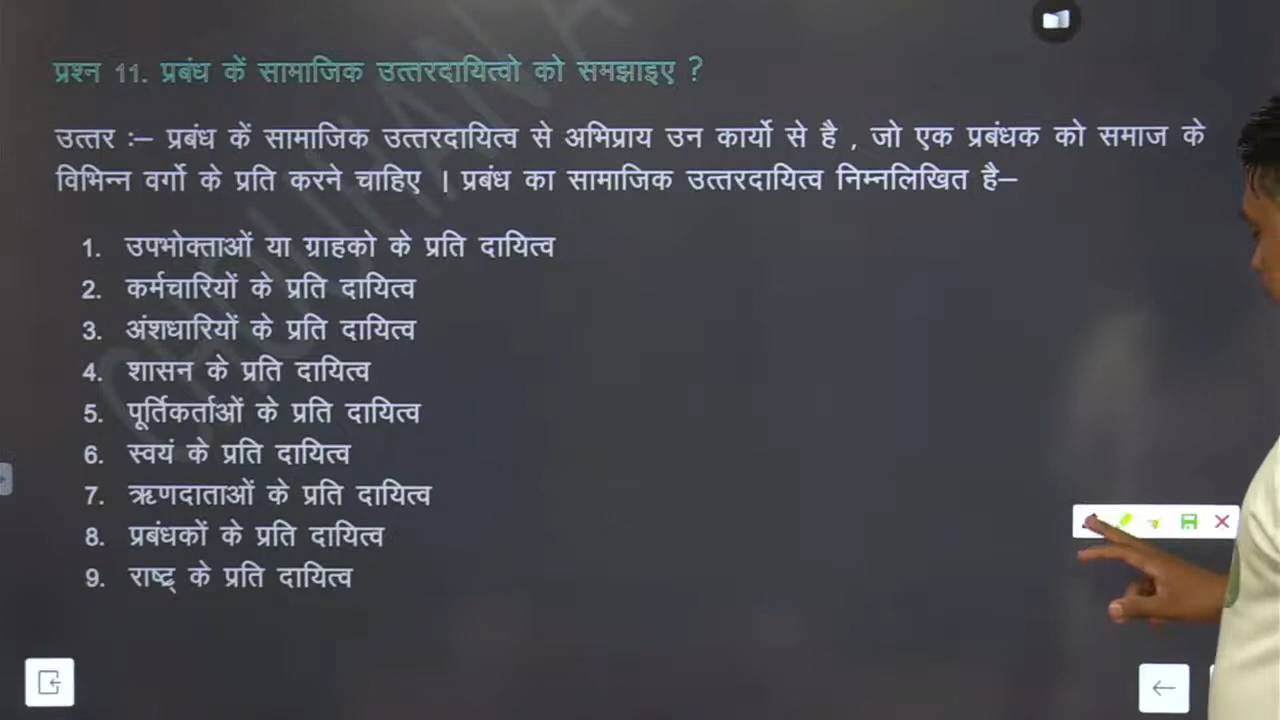 प्रश्न 11. प्रबंध कें सामाजिक उत्तरदायित्वो को समझाइए ?
उत्तर :– प्रबंध कें सामाजिक उत्तरदायित्व से अभिप्राय उन कार्यो से है , जो एक प्रबंधक को समाज के
विभिन्न वर्गो के प्रति करने चाहिए । प्रबंध का सामाजिक उत्तरदायित्व निम्नलिखित है–
1. उपभोक्ताओं या ग्राहको के प्रति दायित्व
2. कर्मचारियों के प्रति दायित्व
3. अंशधारियों के प्रति दायित्व
4. शासन के प्रति दायित्व
5. पूर्तिकर्ताओं के प्रति दायित्व
6. स्वयं के प्रति दायित्व
7. ऋणदाताओं के प्रति दायित्व
8. प्रबंधकों के प्रति दायित्व
9. राष्ट्र् के प्रति दायित्व